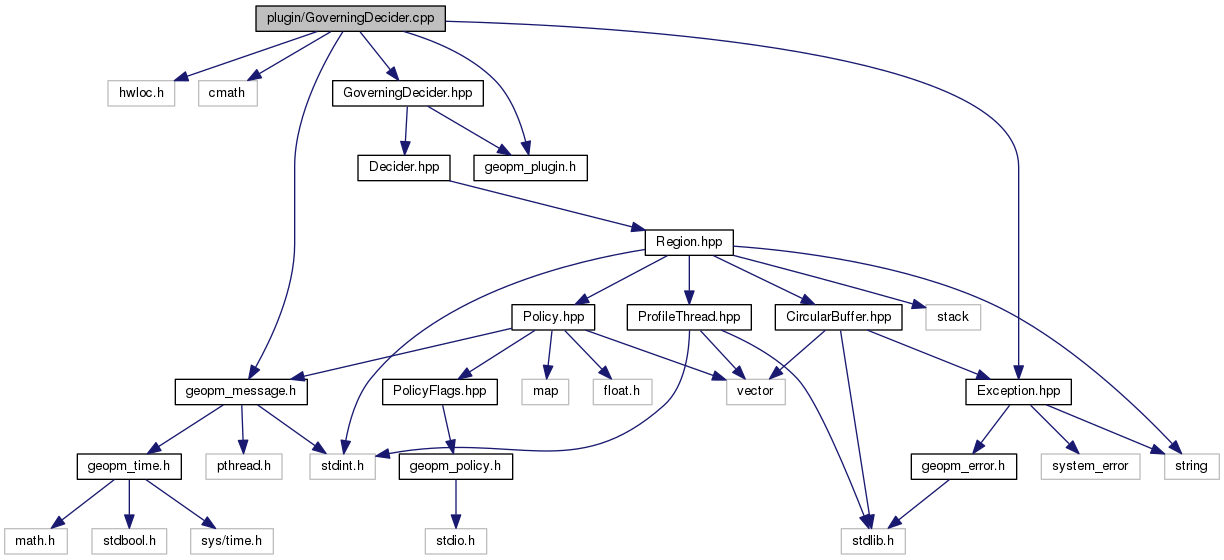 plugin/GoverningDecider.cpp
hwloc.h
cmath
GoverningDecider.hpp
Decider.hpp
geopm_plugin.h
Region.hpp
Policy.hpp
ProfileThread.hpp
CircularBuffer.hpp
stack
geopm_message.h
PolicyFlags.hpp
map
float.h
vector
Exception.hpp
geopm_time.h
pthread.h
stdint.h
geopm_policy.h
geopm_error.h
system_error
string
math.h
stdbool.h
sys/time.h
stdio.h
stdlib.h